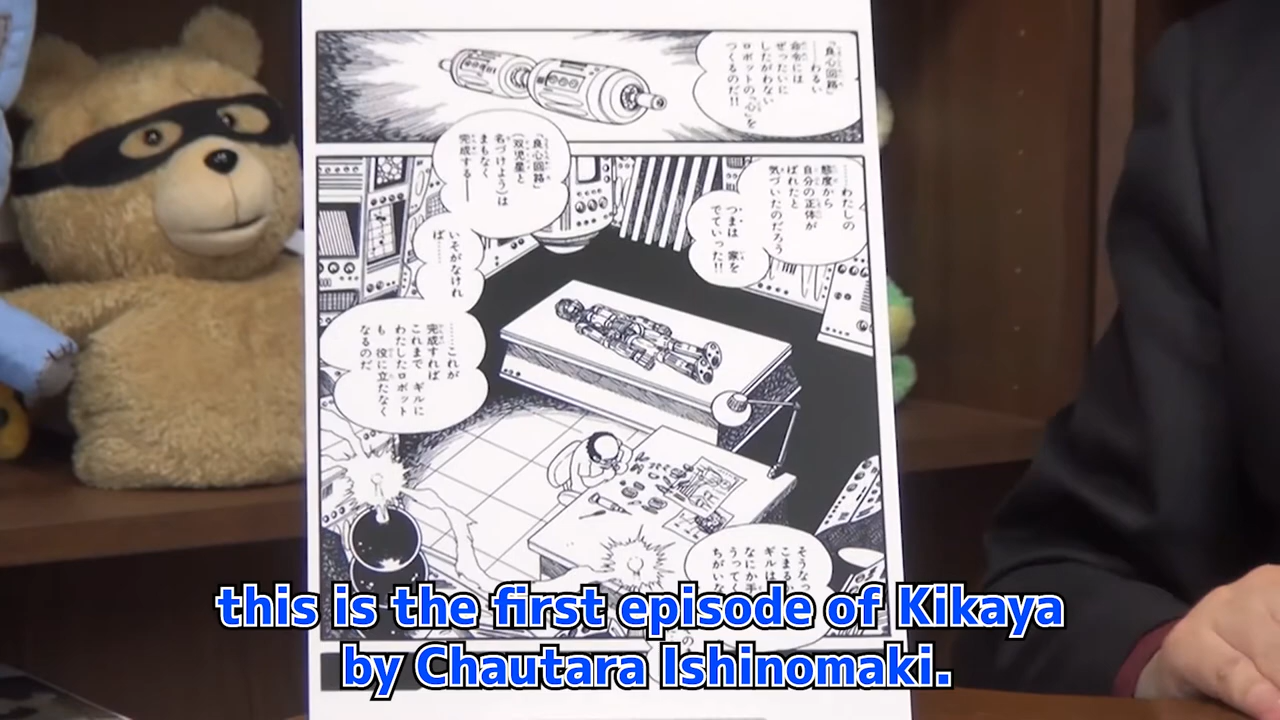 「良心回路」
……わるい
命令には
ぜったいに
したがわない
ロボットの「心」を
つくるのだ!!
「良心回路」
(双児星と
名づけよう)は
まもなく
完成する——
……わたしの
態度から
自分の正体が
ばれたと
気づいたのだろう
つまは 家を
でていった!!
いそがなけれ
ば……
……これが
完成すれば
これまで ギルに
わたしたロボット
も 役に立たなく
なるのだ
そうなっ
こまる
ギルは
なにか手
うってく
ちがいな
this is the first episode of Kikaya
by Chautara Ishinomaki.